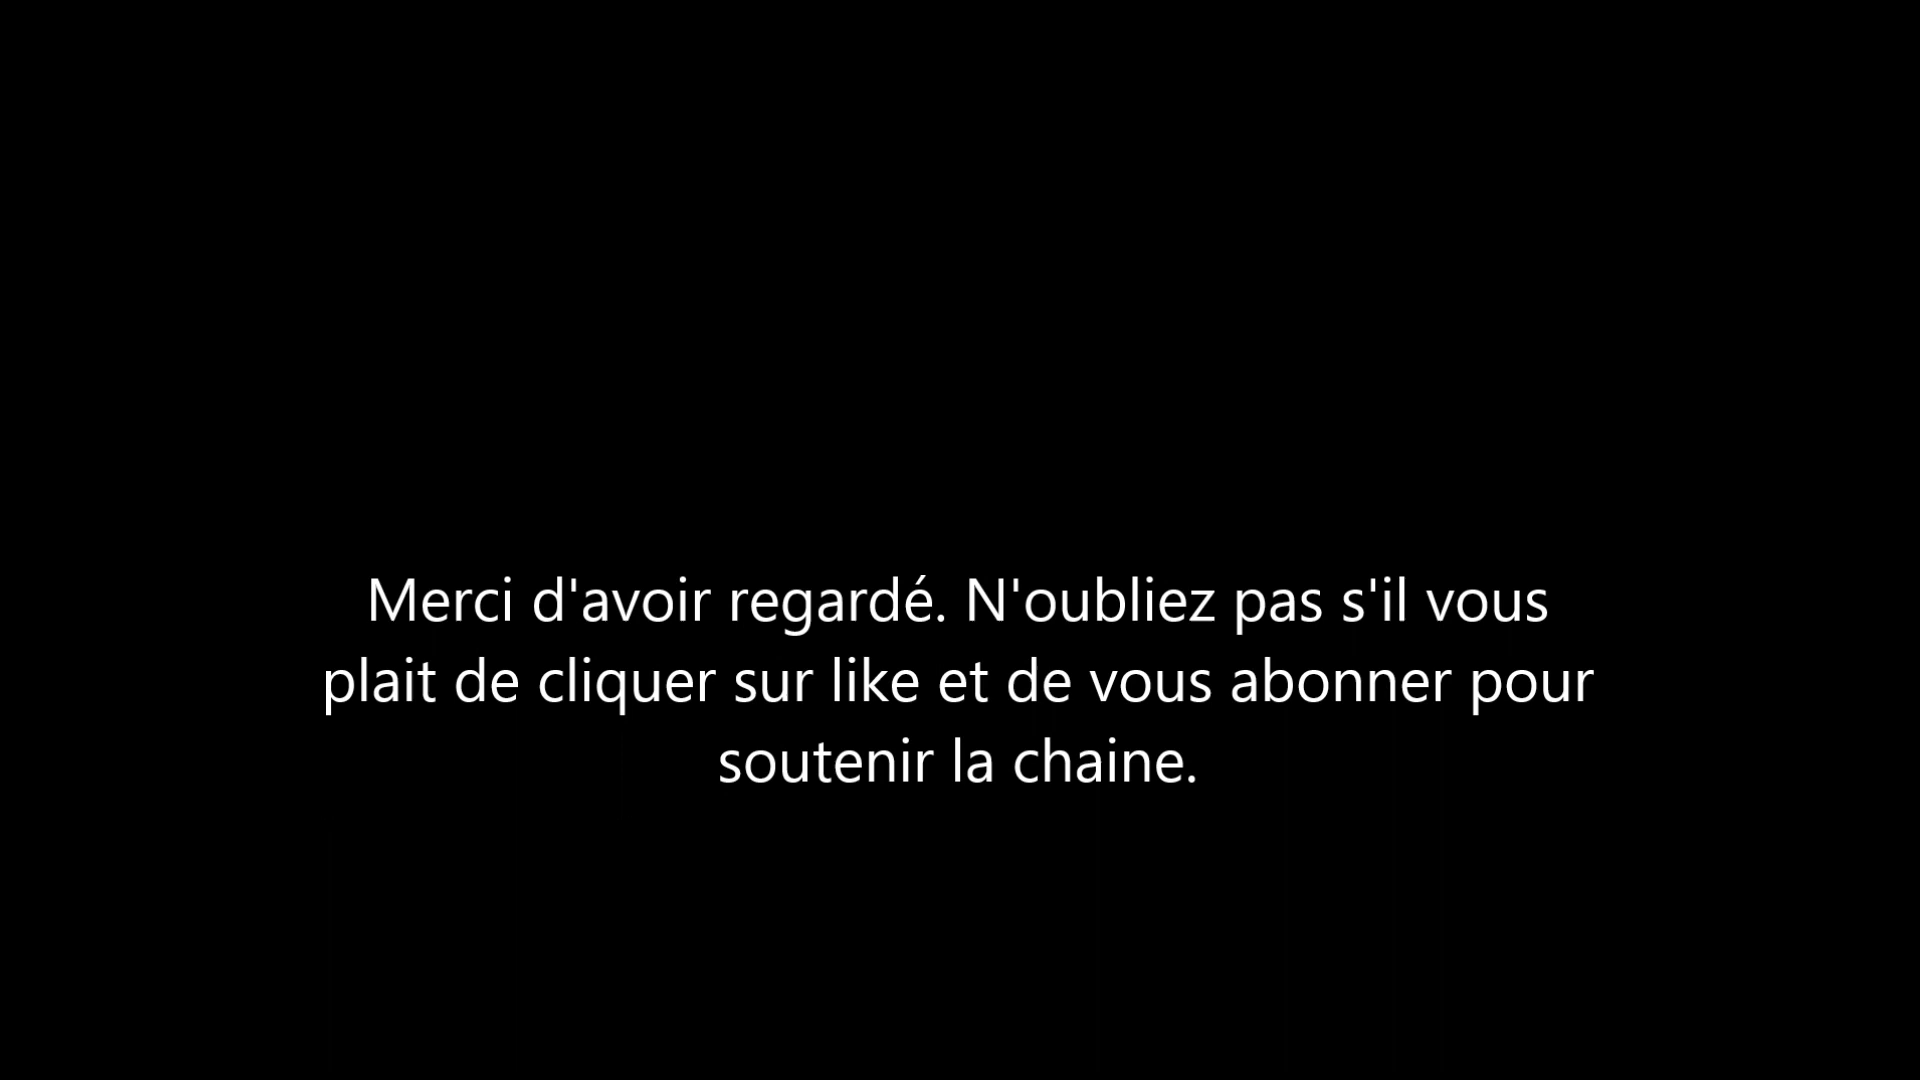 Merci d'avoir regardé. N'oubliez pas s'il vous
plait de cliquer sur like et de vous abonner pour
soutenir la chaine.